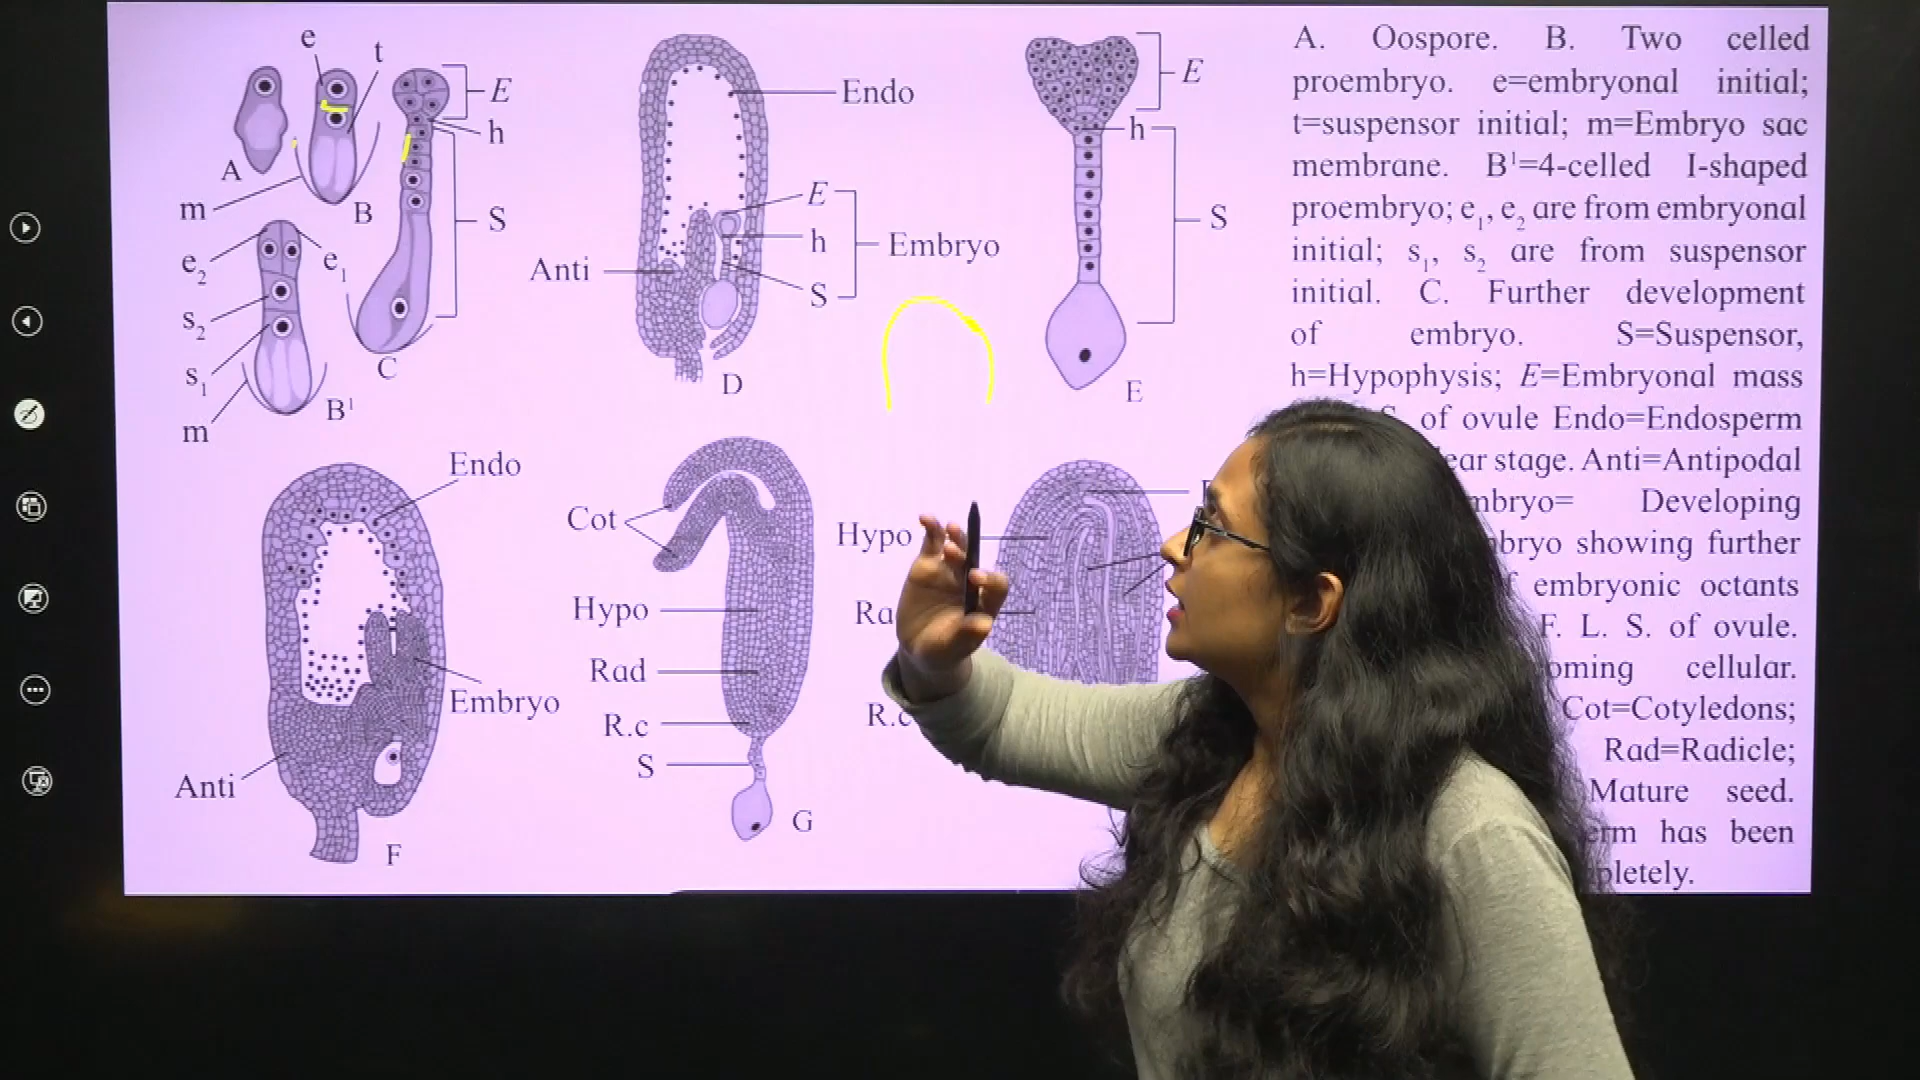 e
t
E
h
A
m
B
S
e2
e1
s2
s1
C
m
B1
Endo
E
h
Embryo
Anti
S
D
E
h
S
E
Endo
Embryo
Anti
F
Cot
Hypo
Rad
R.c
S
G
Hypo
R.c
A. Oospore. B. Two celled
proembryo. e=embryonal initial;
t=suspensor initial; m=Embryo sac
membrane. B1=4-celled I-shaped
proembryo; e1, e2 are from embryonal
initial; s1, s2 are from suspensor
initial. C. Further development
of embryo. S=Suspensor,
h=Hypophysis; E=Embryonal mass
S. of ovule Endo=Endosperm
stage. Anti=Antipodal
Developing
showing further
embryonic octants
F. L. S. of ovule.
cellular.
Cot=Cotyledons;
Rad=Radicle;
Mature seed.
has been